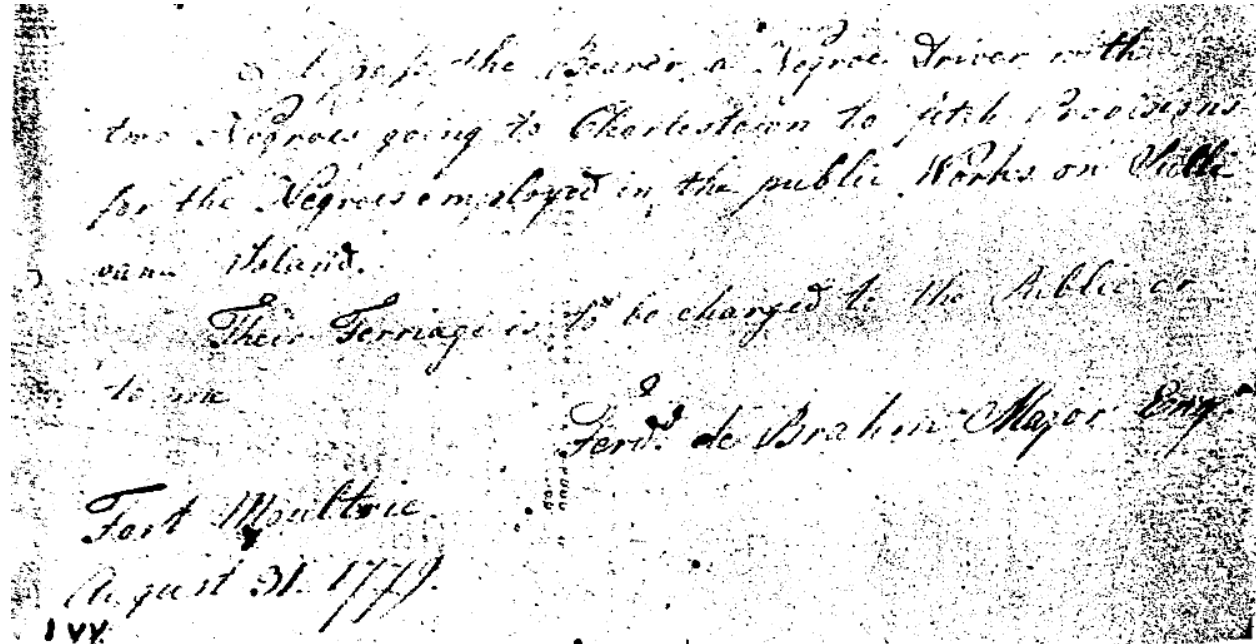 to pass the Bearer, a Negroe Driver with
two Negroes going to Charlestown to fetch Provisions
for the Negroes employed in the public Works on Sulli
vans Island.
Their Ferriage is to be charged to the Public or
to me
Ferd. de Brahm Major Eng.
Fort Moultrie.
August 31. 1779.